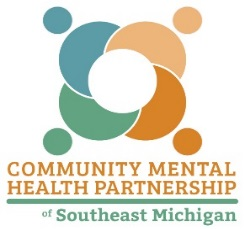 COMMUNITY MENTAL
HEALTH PARTNERSHIP
of Southeast Michigan